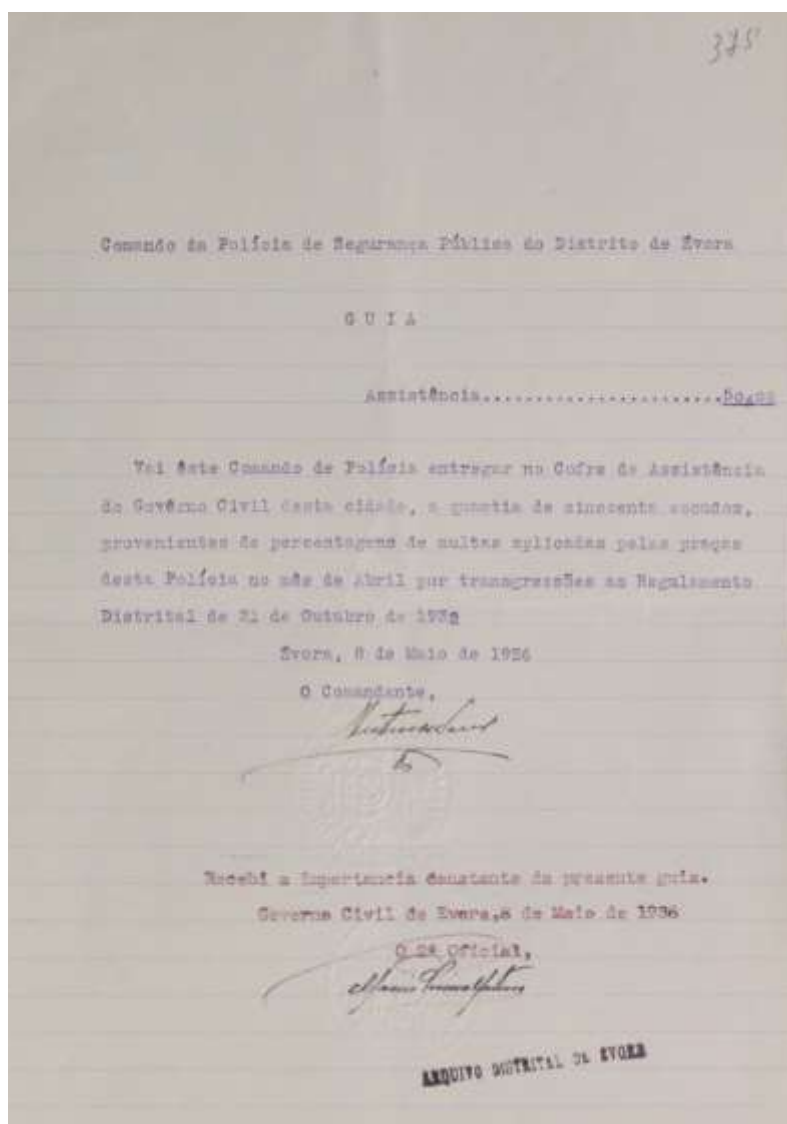 375
Comando da Polícia de Segurança Pública do Distrito de Évora
G U I A
Assistência........................50$00
Vai êste Comando de Polícia entregar no Cofre de Assistência
do Govêrno Civil desta cidade, a quantia de cincoenta escudos,
provenientes de percentagens de multas aplicadas pelas praças
desta Polícia no mês de Abril por transgressões ao Regulamento
Distrital de 21 de Outubro de
Évora, 8 de Maio de 1936
O Comandante,
Recebi a importancia constante da presente guia.
Governo Civil de Evora,8 de Maio de 1936
O 2º Oficial,
ARQUIVO DISTRITAL DE ÉVORA